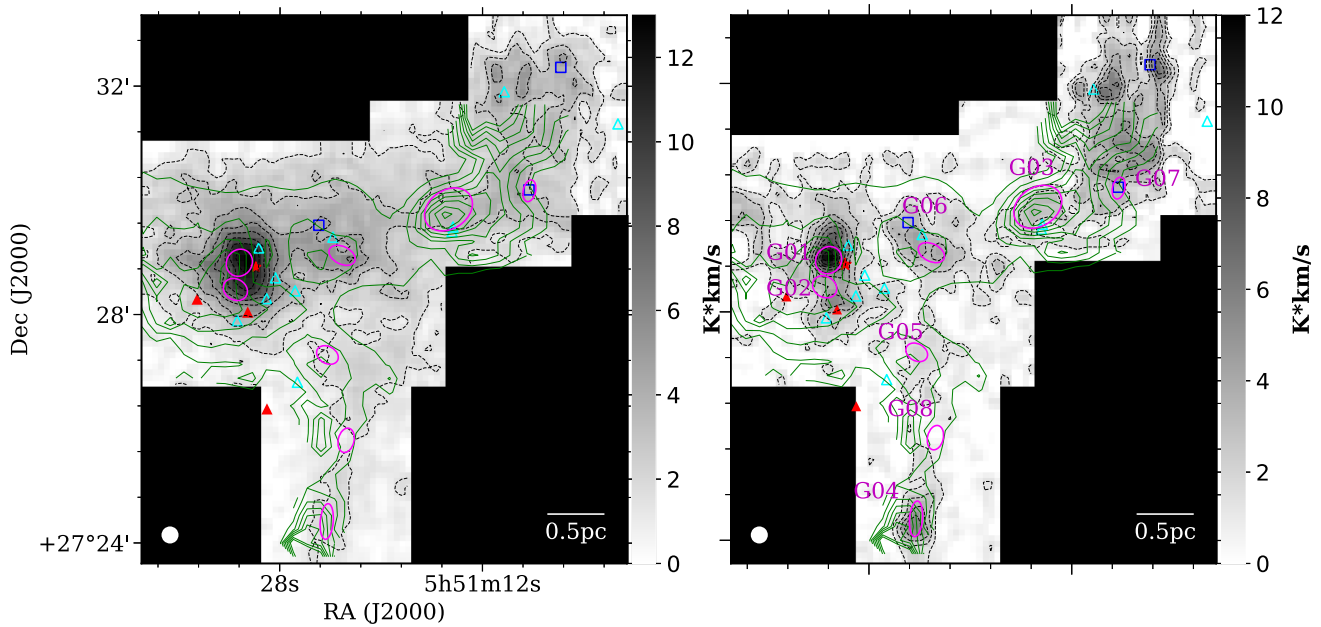 12
10
8
6
4
2
0
K*km/s
32'
28'
+27°24'
Dec (J2000)
28s
5h51m12s
RA (J2000)
0.5pc
G03
G07
G06
G01
G02
G05
G08
G04
0.5pc
12
10
8
6
4
2
0
K*km/s